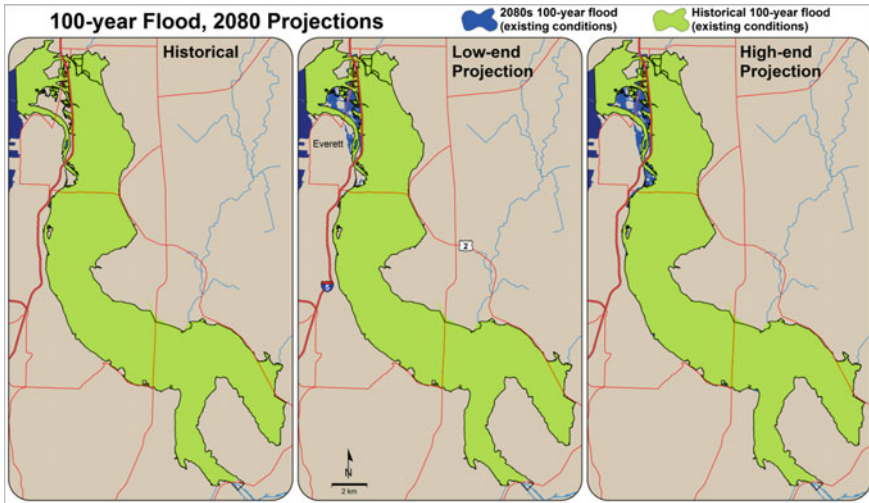 100-year Flood, 2080 Projections
2080s 100-year flood
(existing conditions)
Historical 100-year flood
(existing conditions)
Historical
Low-end
Projection
High-end
Projection
Everett
2
5
N
2 km